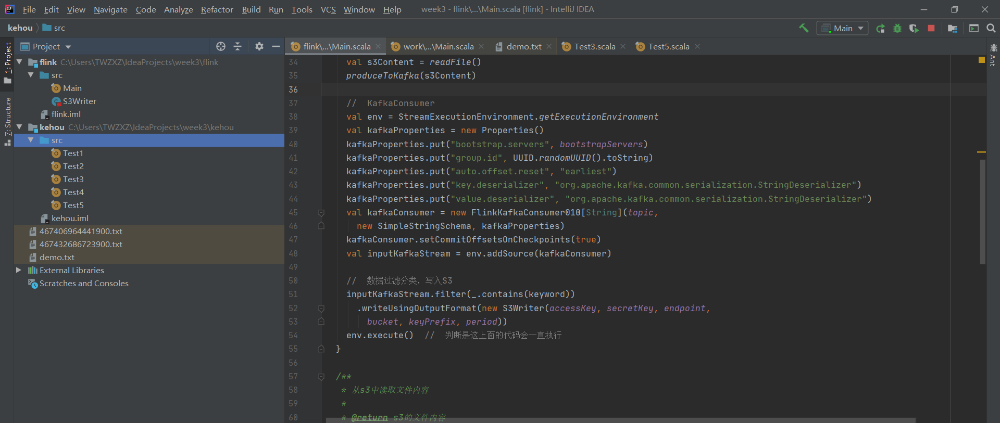 File Edit View Navigate Code Analyze Refactor Build Run Tools VCS Window Help week3 - flink\...\Main.scala [flink] - IntelliJ IDEA
kehou src Main
Project flink\...\Main.scala work\...\Main.scala demo.txt Test3.scala Test5.scala
1: Project
7: Structure
Ant
flink C:\Users\TWZXZ\IdeaProjects\week3\flink
src
Main
S3Writer
flink.iml
kehou C:\Users\TWZXZ\IdeaProjects\week3\kehou
src
Test1
Test2
Test3
Test4
Test5
kehou.iml
467406964441900.txt
467432686723900.txt
demo.txt
External Libraries
Scratches and Consoles
34 val s3Content = readFile()
35 produceToKafka(s3Content)
36
37 // KafkaConsumer
38 val env = StreamExecutionEnvironment.getExecutionEnvironment
39 val kafkaProperties = new Properties()
40 kafkaProperties.put("bootstrap.servers", bootstrapServers)
41 kafkaProperties.put("group.id", UUID.randomUUID().toString)
42 kafkaProperties.put("auto.offset.reset", "earliest")
43 kafkaProperties.put("key.deserializer", "org.apache.kafka.common.serialization.StringDeserializer")
44 kafkaProperties.put("value.deserializer", "org.apache.kafka.common.serialization.StringDeserializer")
45 val kafkaConsumer = new FlinkKafkaConsumer010[String](topic,
46 new SimpleStringSchema, kafkaProperties)
47 kafkaConsumer.setCommitOffsetsOnCheckpoints(true)
48 val inputKafkaStream = env.addSource(kafkaConsumer)
49
50 // 数据过滤分类，写入S3
51 inputKafkaStream.filter(_.contains(keyword))
52 .writeUsingOutputFormat(new S3Writer(accessKey, secretKey, endpoint,
53 bucket, keyPrefix, period))
54 env.execute() // 判断是这上面的代码会一直执行
55 }
56
57 /**
58 * 从s3中读取文件内容
59 *
60 * @return s3的文件内容